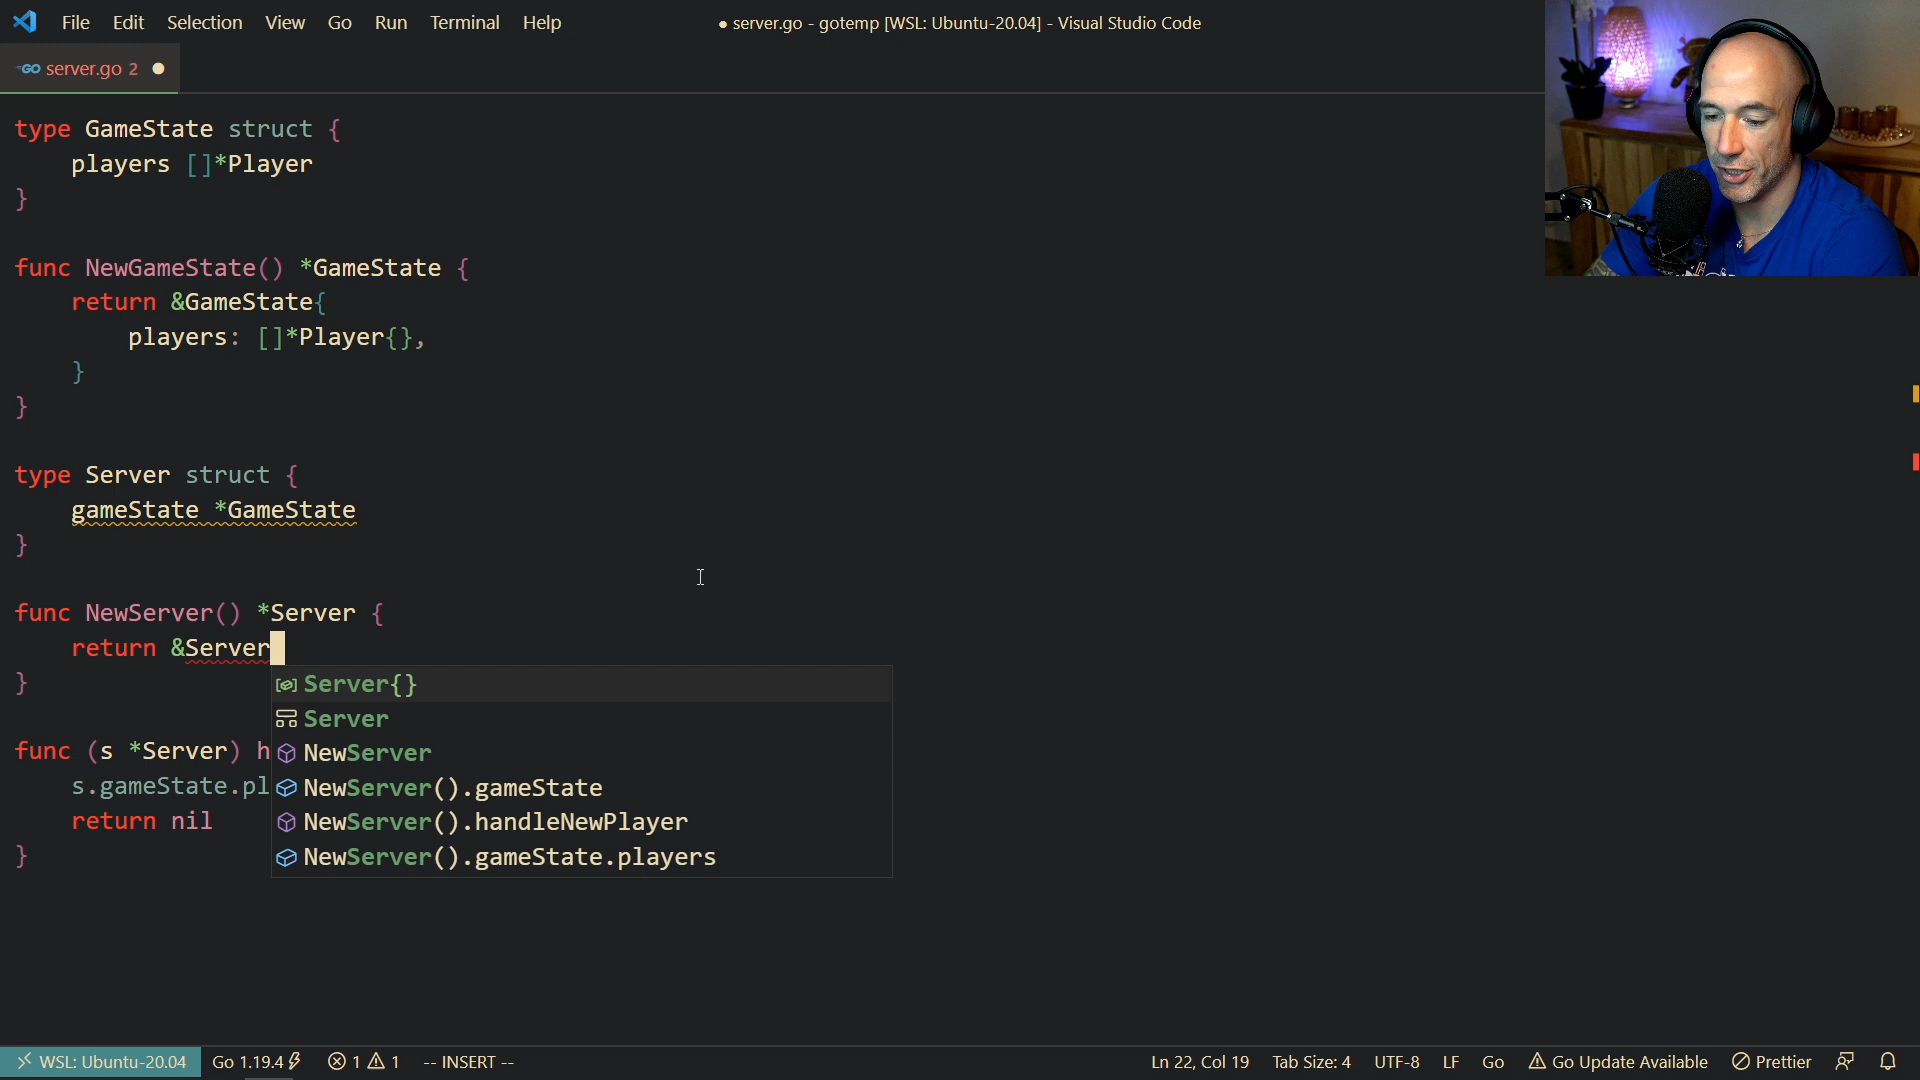 File Edit Selection View Go Run Terminal Help
● server.go - gotemp [WSL: Ubuntu-20.04] - Visual Studio Code
GO server.go 2 ●
type GameState struct {
players []*Player
}
func NewGameState() *GameState {
return &GameState{
players: []*Player{},
}
}
type Server struct {
gameState *GameState
}
func NewServer() *Server {
return &Server
}
Server{}
Server
NewServer
NewServer().gameState
NewServer().handleNewPlayer
NewServer().gameState.players
func (s *Server) h
s.gameState.pl
return nil
}
WSL: Ubuntu-20.04 Go 1.19.4 1 1 -- INSERT -- Ln 22, Col 19 Tab Size: 4 UTF-8 LF Go Go Update Available Prettier